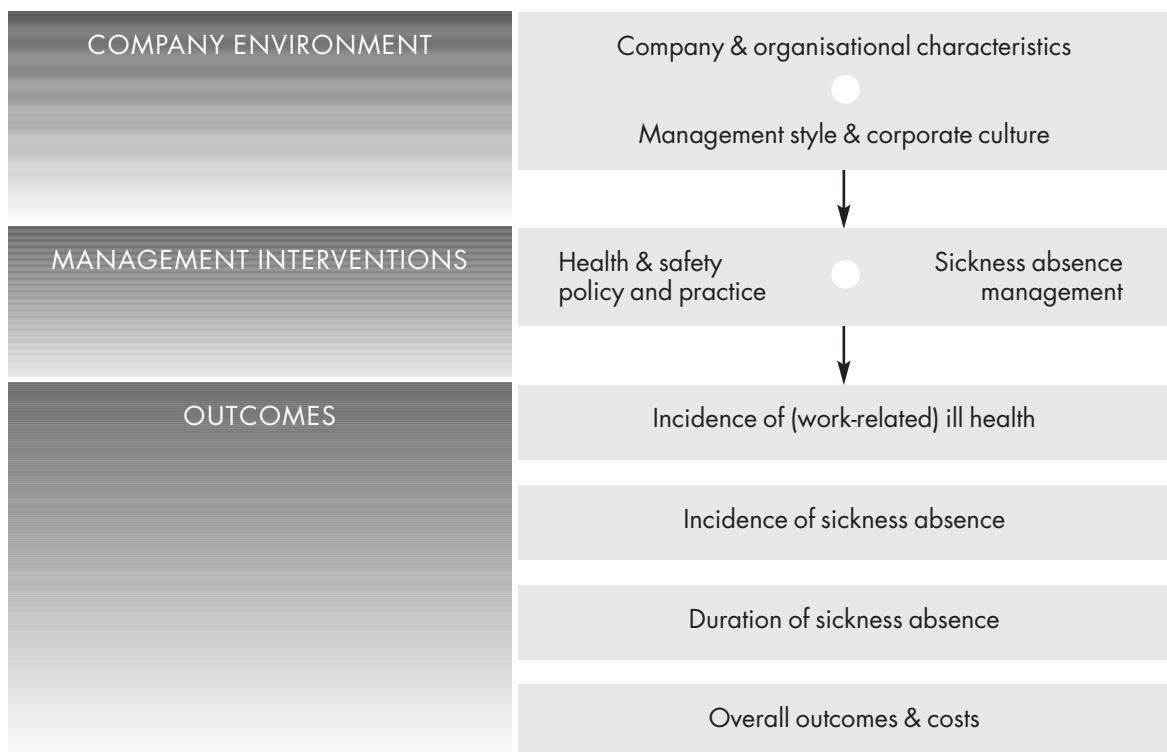 COMPANY ENVIRONMENT
Company & organisational characteristics
Management style & corporate culture
MANAGEMENT INTERVENTIONS
Health & safety
policy and practice
Sickness absence
management
OUTCOMES
Incidence of (work-related) ill health
Incidence of sickness absence
Duration of sickness absence
Overall outcomes & costs